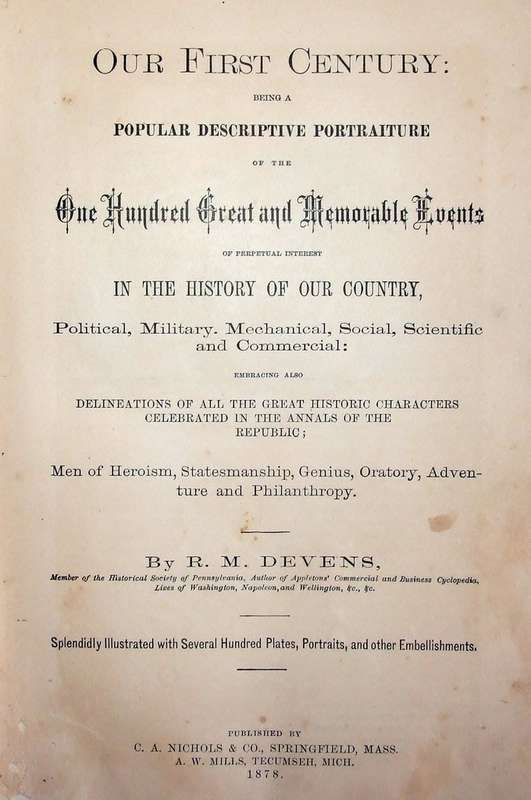 OUR FIRST CENTURY:
BEING A
POPULAR DESCRIPTIVE PORTRAITURE
OF THE
One Hundred Great and Memorable Events
OF PERPETUAL INTEREST
IN THE HISTORY OF OUR COUNTRY,
Political, Military. Mechanical, Social, Scientific
and Commercial:
EMBRACING ALSO
DELINEATIONS OF ALL THE GREAT HISTORIC CHARACTERS
CELEBRATED IN THE ANNALS OF THE
REPUBLIC;
Men of Heroism, Statesmanship, Genius, Oratory, Adven-
ture and Philanthropy.
By R. M. DEVENS,
Member of the Historical Society of Pennsylvania, Author of Appletons' Commercial and Business Cyclopedia,
Lives of Washington, Napoleon, and Wellington, &c., &c.
Splendidly Illustrated with Several Hundred Plates, Portraits, and other Embellishments.
PUBLISHED BY
C. A. NICHOLS & CO., SPRINGFIELD, MASS.
A. W. MILLS, TECUMSEH, MICH.
1878.